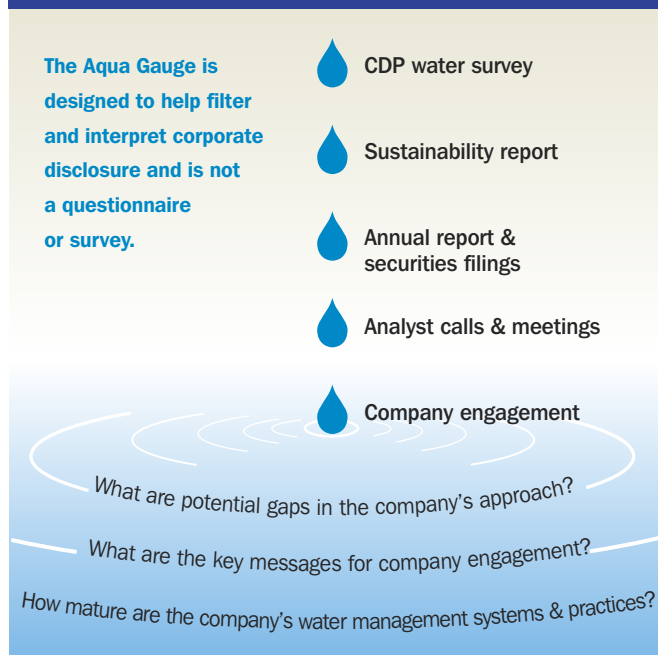 The Aqua Gauge is
designed to help filter
and interpret corporate
disclosure and is not
a questionnaire
or survey.
CDP water survey
Sustainability report
Annual report &
securities filings
Analyst calls & meetings
Company engagement
What are potential gaps in the company’s approach?
What are the key messages for company engagement?
How mature are the company’s water management systems & practices?